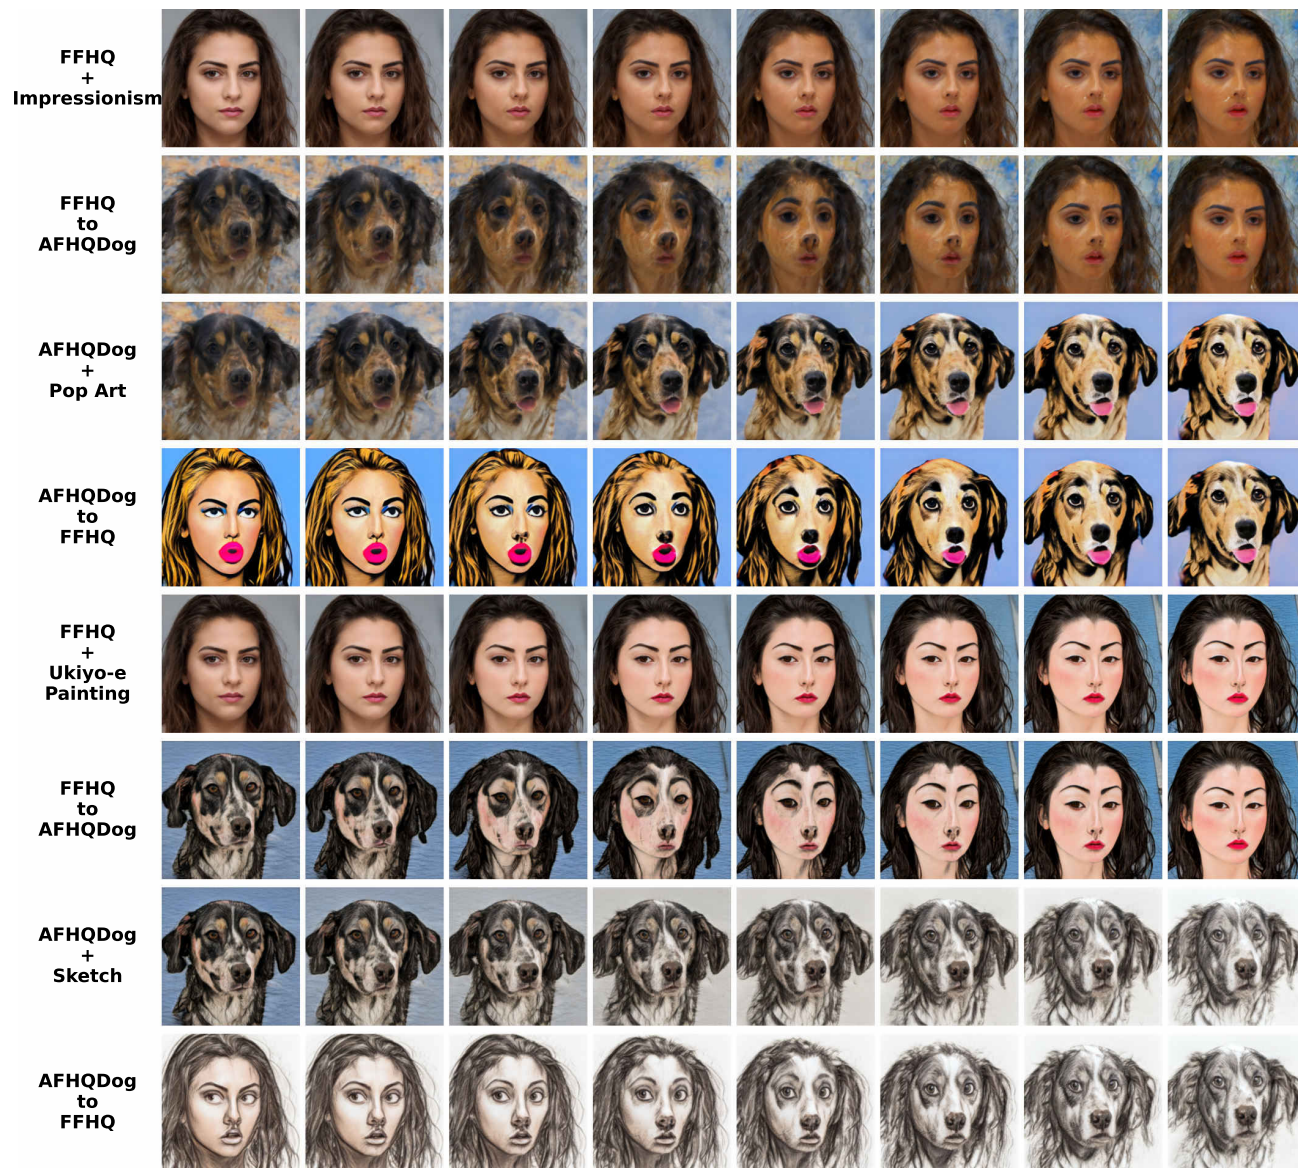 FFHQ
+
Impressionism
FFHQ
to
AFHQDog
AFHQDog
+
Pop Art
AFHQDog
to
FFHQ
FFHQ
+
Ukiyo-e
Painting
FFHQ
to
AFHQDog
AFHQDog
+
Sketch
AFHQDog
to
FFHQ